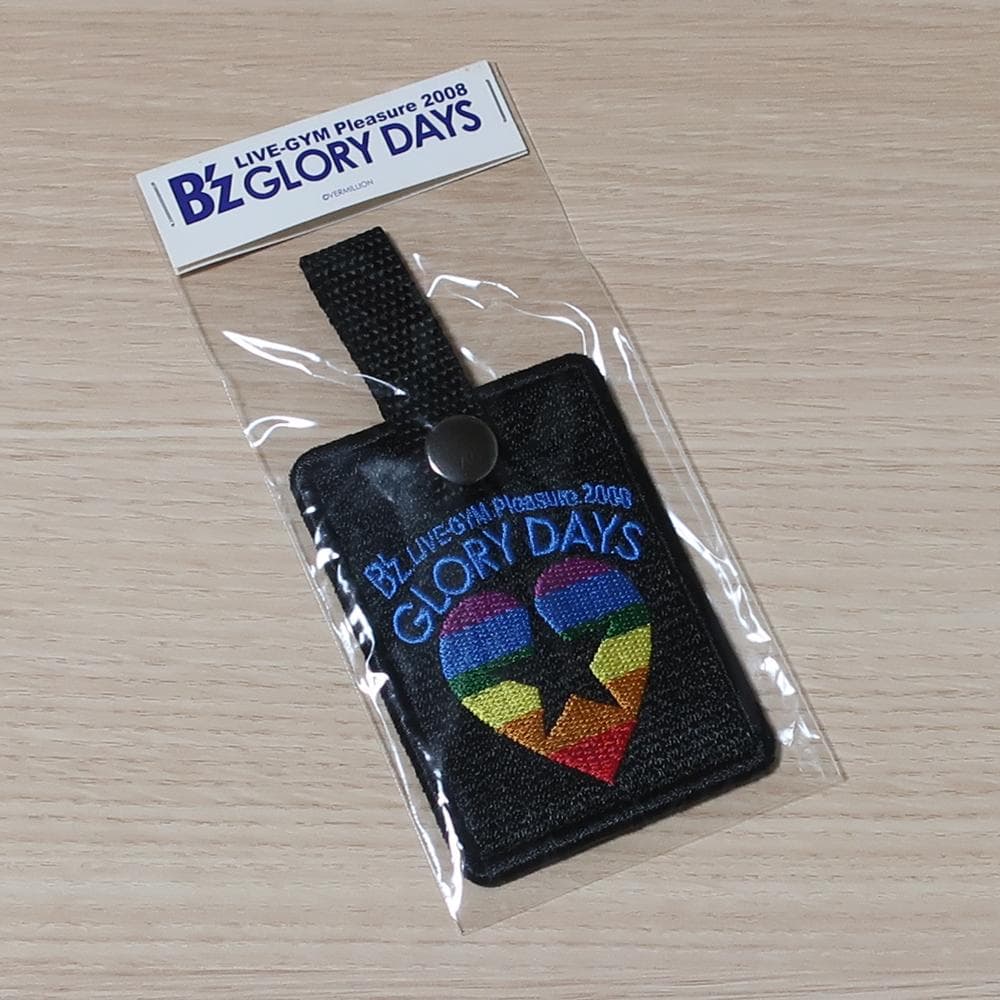 LIVE-GYM Pleasure 2008
B'z GLORY DAYS
©VERMILLION
B'z LIVE-GYM Pleasure 2008
GLORY DAYS